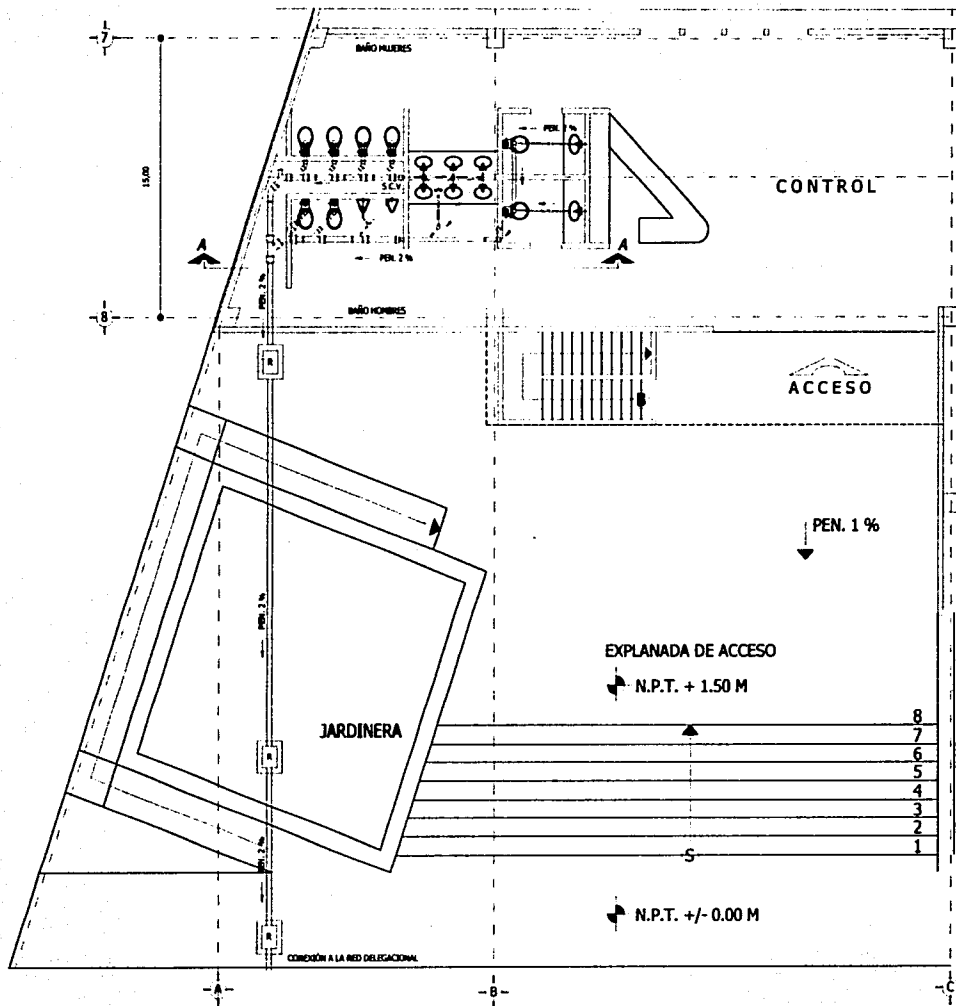 7
BAÑO MUJERES
15.00
PEN. 2 %
S.C.V.
CONTROL
A
A
PEN. 2 %
PEN. 2 %
8
BAÑO HOMBRES
R
ACCESO
PEN. 1 %
PEN. 2 %
EXPLANADA DE ACCESO
N.P.T. + 1.50 M
JARDINERA
8
7
6
5
4
3
2
1
R
S
PEN. 2 %
N.P.T. +/- 0.00 M
R
CONEXIÓN A LA RED DELEGACIONAL
A
B
C